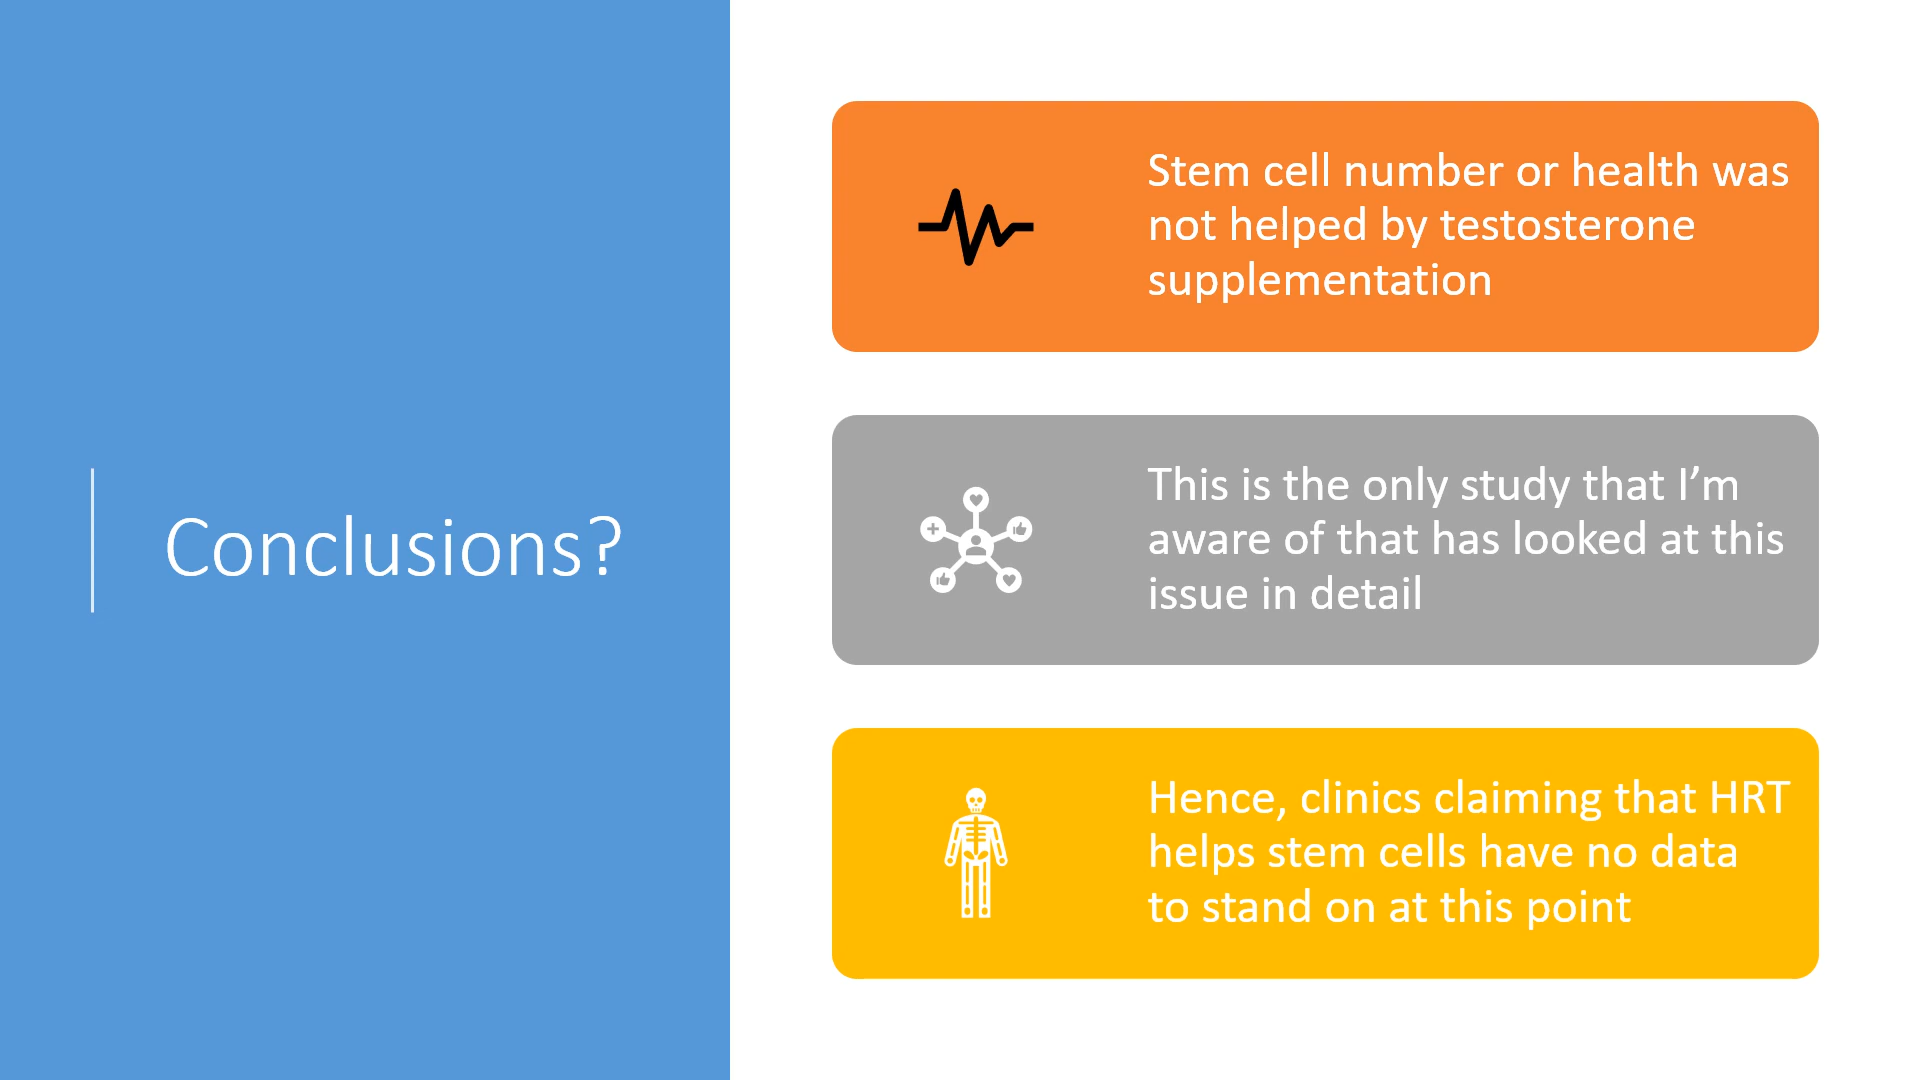 Conclusions?
Stem cell number or health was
not helped by testosterone
supplementation
This is the only study that I’m
aware of that has looked at this
issue in detail
Hence, clinics claiming that HRT
helps stem cells have no data
to stand on at this point